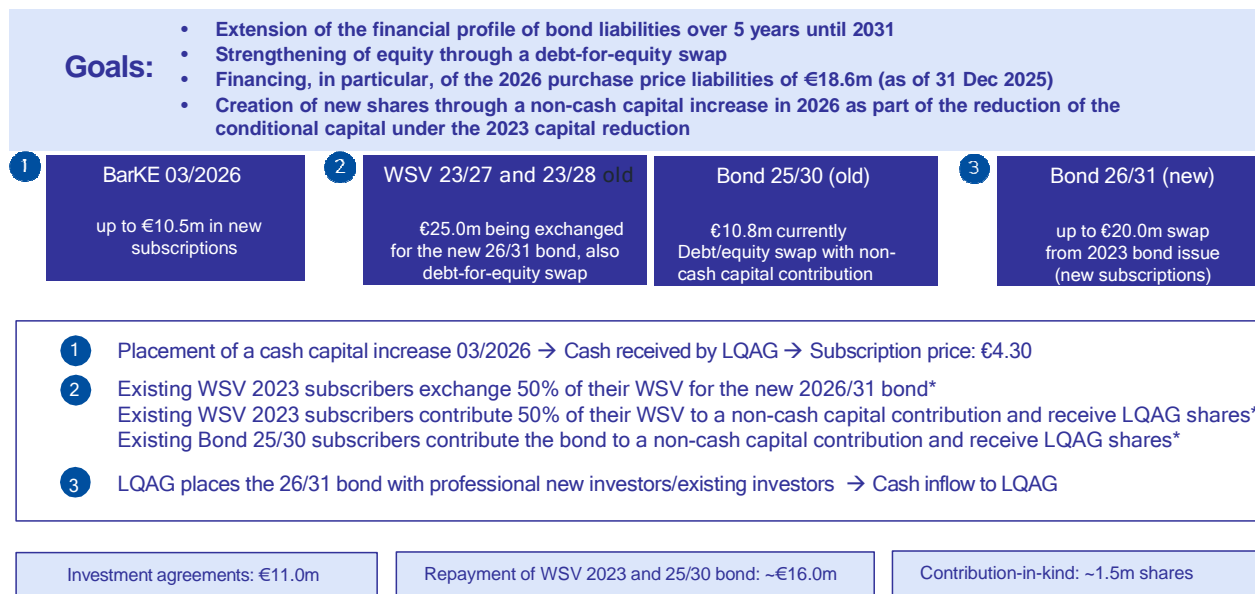 Goals:
• Extension of the financial profile of bond liabilities over 5 years until 2031
• Strengthening of equity through a debt-for-equity swap
• Financing, in particular, of the 2026 purchase price liabilities of €18.6m (as of 31 Dec 2025)
• Creation of new shares through a non-cash capital increase in 2026 as part of the reduction of the
conditional capital under the 2023 capital reduction
1
BarKE 03/2026
up to €10.5m in new
subscriptions
2
WSV 23/27 and 23/28 old
€25.0m being exchanged
for the new 26/31 bond, also
debt-for-equity swap
Bond 25/30 (old)
€10.8m currently
Debt/equity swap with non-
cash capital contribution
3
Bond 26/31 (new)
up to €20.0m swap
from 2023 bond issue
(new subscriptions)
1 Placement of a cash capital increase 03/2026 → Cash received by LQAG → Subscription price: €4.30
2 Existing WSV 2023 subscribers exchange 50% of their WSV for the new 2026/31 bond*
Existing WSV 2023 subscribers contribute 50% of their WSV to a non-cash capital contribution and receive LQAG shares*
Existing Bond 25/30 subscribers contribute the bond to a non-cash capital contribution and receive LQAG shares*
3 LQAG places the 26/31 bond with professional new investors/existing investors → Cash inflow to LQAG
Investment agreements: €11.0m
Repayment of WSV 2023 and 25/30 bond: ~€16.0m
Contribution-in-kind: ~1.5m shares